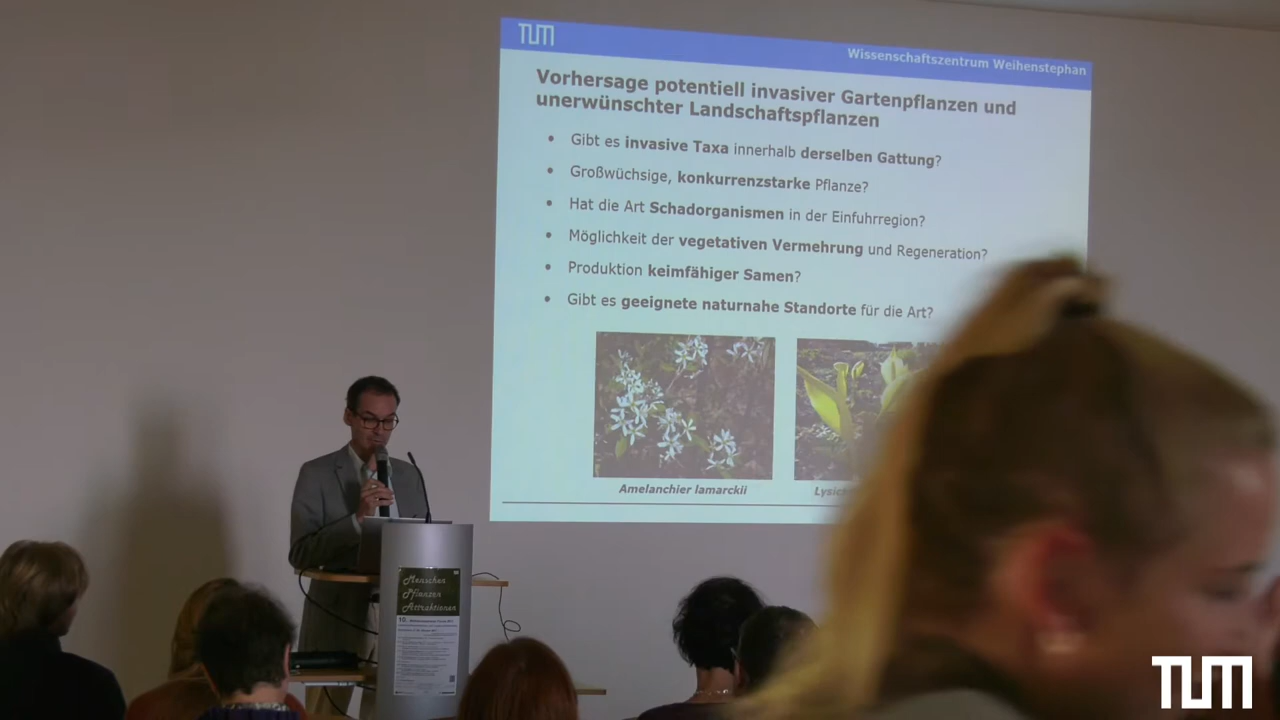 TUM
Wissenschaftszentrum Weihenstephan
Vorhersage potentiell invasiver Gartenpflanzen und
unerwünschter Landschaftspflanzen
• Gibt es invasive Taxa innerhalb derselben Gattung?
• Großwüchsige, konkurrenzstarke Pflanze?
• Hat die Art Schadorganismen in der Einfuhrregion?
• Möglichkeit der vegetativen Vermehrung und Regeneration?
• Produktion keimfähiger Samen?
• Gibt es geeignete naturnahe Standorte für die Art?
Amelanchier lamarckii
Menschen
Pflanzen
Attraktionen
10.
TUM